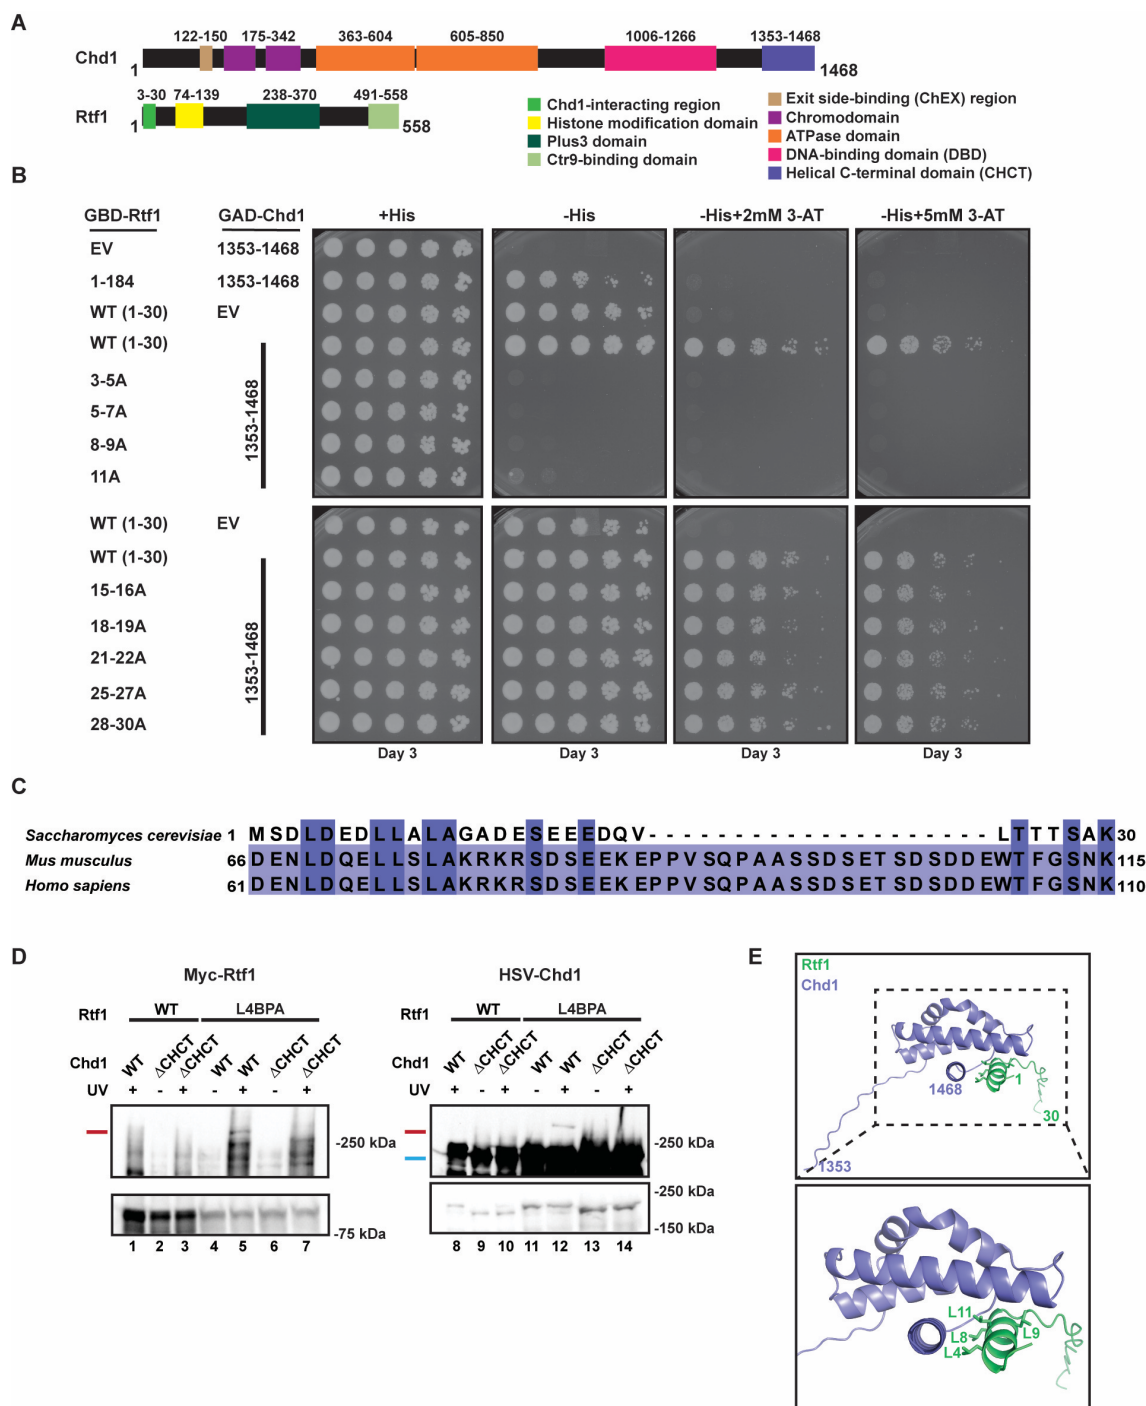 A
122-150 175-342 363-604 605-850 1006-1266 1353-1468
Chd1
1 1468
3-30 74-139 238-370 491-558
Rtf1
1 558
Chd1-interacting region
Histone modification domain
Plus3 domain
Ctr9-binding domain
Exit side-binding (ChEX) region
Chromodomain
ATPase domain
DNA-binding domain (DBD)
Helical C-terminal domain (CHCT)
B
GBD-Rtf1 GAD-Chd1 +His -His -His+2mM 3-AT -His+5mM 3-AT
EV 1353-1468
1-184 1353-1468
WT (1-30) EV
WT (1-30)
3-5A
5-7A
8-9A
11A
1353-1468
WT (1-30) EV
WT (1-30)
15-16A
18-19A
21-22A
25-27A
28-30A
1353-1468
Day 3 Day 3 Day 3 Day 3
C
Saccharomyces cerevisiae 1 MSDLDEDLLALAGADESEEEDQV--------------------LTTTSAK 30
Mus musculus 66 DENLDQELLSLAKRKRSDSEEKEPPVSQPAASSDSETSDSDDEWTFGSNK 115
Homo sapiens 61 DENLDQELLSLAKRKRSDSEEKEPPVSQPAASSDSETSDSDDEWTFGSNK 110
D
Myc-Rtf1
Rtf1 WT L4BPA
Chd1 WT ΔCHCT ΔCHCT WT WT ΔCHCT ΔCHCT
UV + - + - + - +
-250 kDa
-75 kDa
1 2 3 4 5 6 7
HSV-Chd1
Rtf1 WT L4BPA
Chd1 WT ΔCHCT ΔCHCT WT WT ΔCHCT ΔCHCT
UV + - + - + - +
-250 kDa
-250 kDa
-150 kDa
8 9 10 11 12 13 14
E
Rtf1
Chd1
1468
1
30
1353
L11
L8
L9
L4